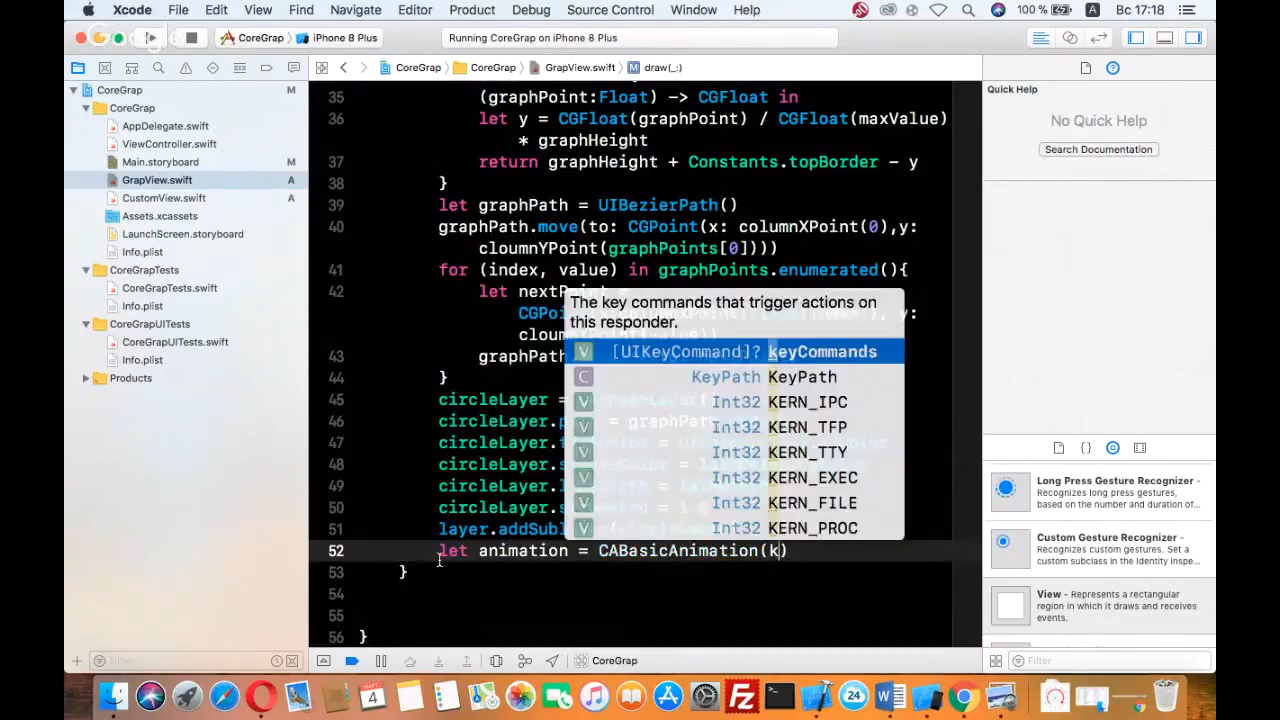 Xcode File Edit View Find Navigate Editor Product Debug Source Control Window Help 100 % A Вс 17:18
CoreGrap iPhone 8 Plus Running CoreGrap on iPhone 8 Plus
CoreGrap CoreGrap GrapView.swift M draw(_:)
CoreGrap M
CoreGrap
AppDelegate.swift
ViewController.swift
Main.storyboard M
GrapView.swift A
CustomView.swift A
Assets.xcassets
LaunchScreen.storyboard
Info.plist
CoreGrapTests
CoreGrapTests.swift
Info.plist
CoreGrapUITests
CoreGrapUITests.swift
Info.plist
Products
Filter
35 (graphPoint:Float) -> CGFloat in
36 let y = CGFloat(graphPoint) / CGFloat(maxValue)
* graphHeight
37 return graphHeight + Constants.topBorder - y
38 }
39 let graphPath = UIBezierPath()
40 graphPath.move(to: CGPoint(x: columnXPoint(0),y:
cloumnYPoint(graphPoints[0])))
41 for (index, value) in graphPoints.enumerated(){
42 let nextPoint =
43 graphPath
44 }
45 circleLayer =
46 circleLayer.
47 circleLayer.
48 circleLayer.
49 circleLayer.
50 circleLayer.
51 layer.addSub
52 let animation = CABasicAnimation(k)
53 }
54
55
56 }
The key commands that trigger actions on
this responder.
V [UIKeyCommand]? keyCommands
C KeyPath KeyPath
V Int32 KERN_IPC
V Int32 KERN_TFP
V Int32 KERN_TTY
V Int32 KERN_EXEC
V Int32 KERN_FILE
V Int32 KERN_PROC
CoreGrap
Quick Help
No Quick Help
Search Documentation
Long Press Gesture Recognizer -
Recognizes long press gestures,
based on the number and duration of...
Custom Gesture Recognizer -
Recognizes custom gestures. Set a
custom subclass in the Identity inspe...
View - Represents a rectangular
region in which it draws and receives
events.
Filter
4
24